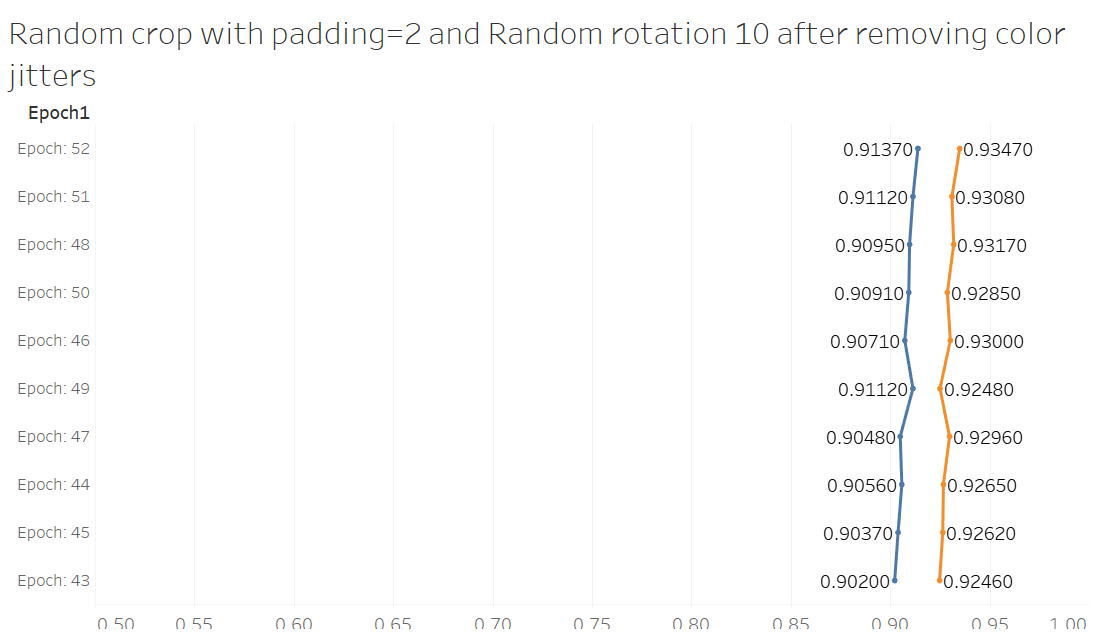 Random crop with padding=2 and Random rotation 10 after removing color
jitters
Epoch1
Epoch: 52 0.91370 0.93470
Epoch: 51 0.91120 0.93080
Epoch: 48 0.90950 0.93170
Epoch: 50 0.90910 0.92850
Epoch: 46 0.90710 0.93000
Epoch: 49 0.91120 0.92480
Epoch: 47 0.90480 0.92960
Epoch: 44 0.90560 0.92650
Epoch: 45 0.90370 0.92620
Epoch: 43 0.90200 0.92460
0.50 0.55 0.60 0.65 0.70 0.75 0.80 0.85 0.90 0.95 1.00